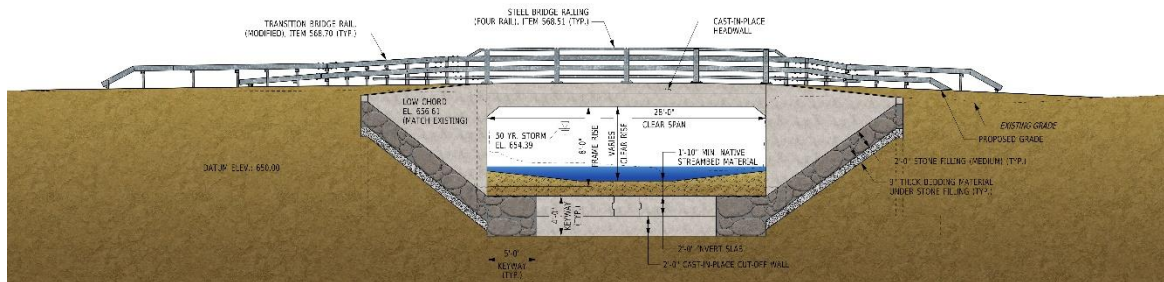 STEEL BRIDGE RAILING
(FOUR RAIL), ITEM 568.51 (TYP.)
TRANSITION BRIDGE RAIL
(MODIFIED), ITEM 568.70 (TYP.)
CAST-IN-PLACE
HEADWALL
LOW CHORD
EL. 656.61
(MATCH EXISTING)
28'-0"
CLEAR SPAN
50 YR. STORM
EL. 654.39
FRAME RISE
VARIES
CLEAR RISE
1'-10" MIN. NATIVE
STREAMBED MATERIAL
EXISTING GRADE
PROPOSED GRADE
2'-0" STONE FILLING (MEDIUM) (TYP.)
THICK BEDDING MATERIAL
UNDER STONE FILLING (TYP.)
DATUM ELEV.: 650.00
4'-0"
KEYWAY
(TYP.)
2'-0" INVERT SLAB
2'-0" CAST-IN-PLACE CUT-OFF WALL
5'-0"
KEYWAY
(TYP.)